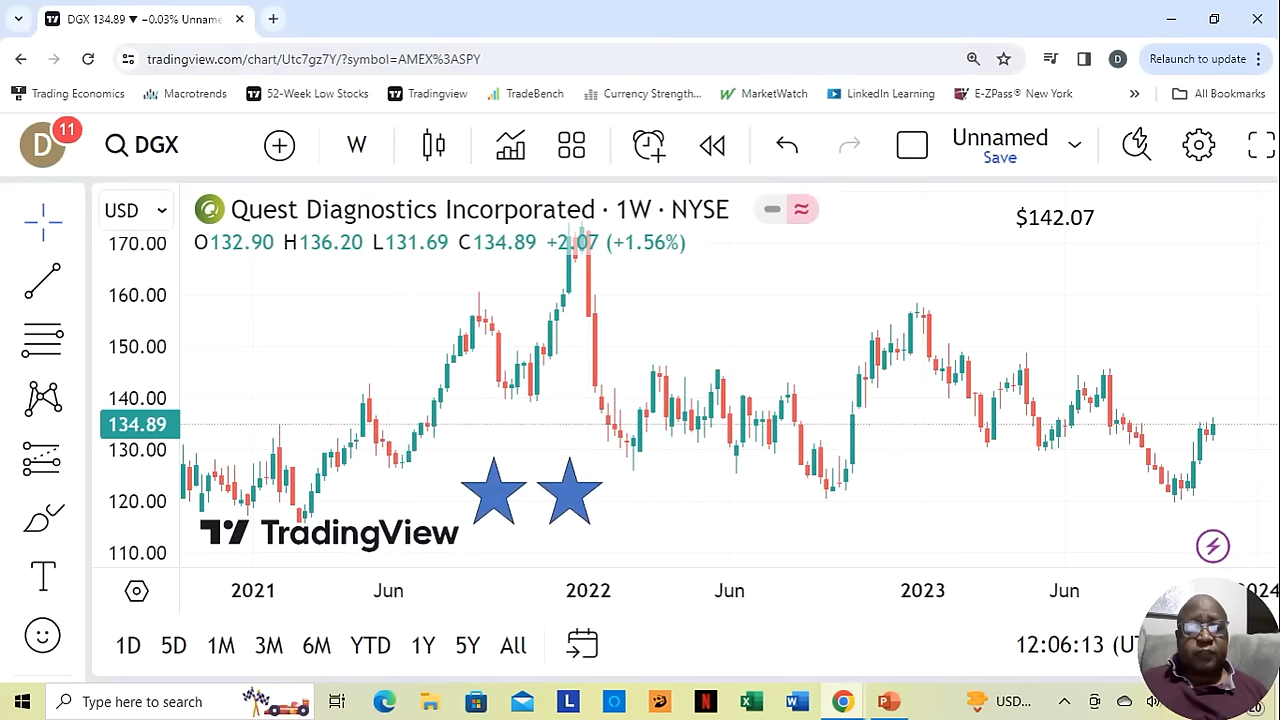 DGX 134.89 ▼ −0.03% Unname
tradingview.com/chart/Utc7gz7Y/?symbol=AMEX%3ASPY
D
Relaunch to update
Trading Economics
Macrotrends
52-Week Low Stocks
Tradingview
TradeBench
Currency Strength...
MarketWatch
LinkedIn Learning
E-ZPass® New York
»
All Bookmarks
D
11
DGX
W
Unnamed
Save
USD
Quest Diagnostics Incorporated · 1W · NYSE
$142.07
O132.90 H136.20 L131.69 C134.89 +2.07 (+1.56%)
170.00
160.00
150.00
140.00
134.89
130.00
120.00
110.00
TradingView
2021 Jun 2022 Jun 2023 Jun
1D 5D 1M 3M 6M YTD 1Y 5Y All
12:06:13
Type here to search
USD...